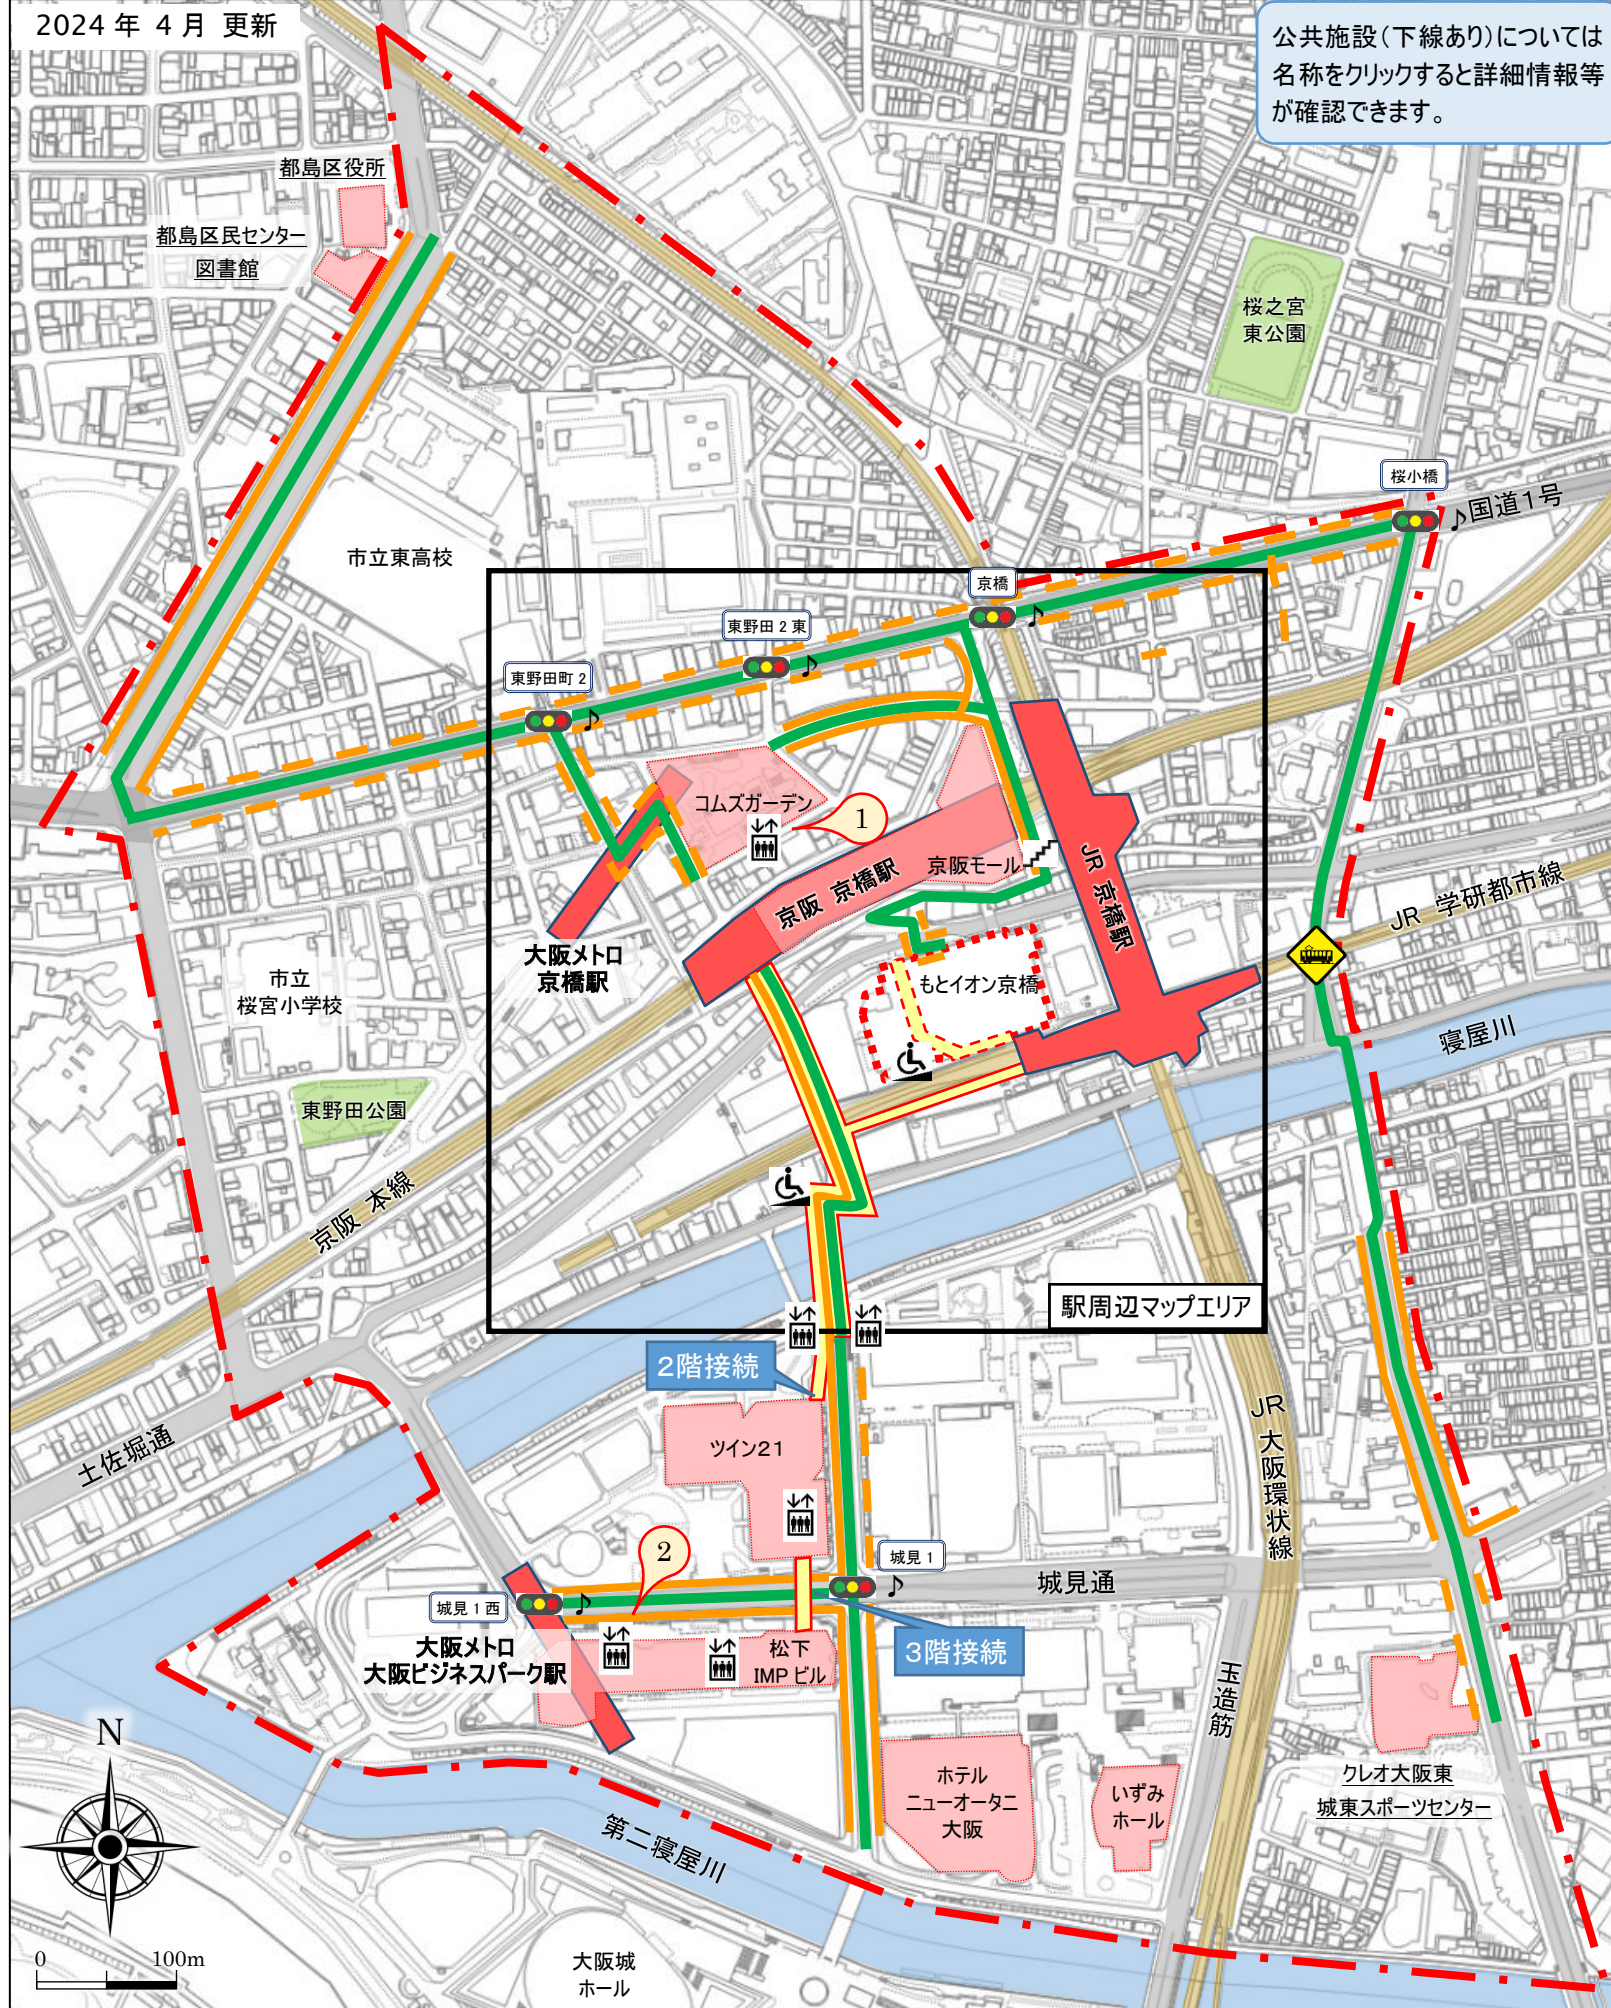 2024 年 4 月 更新
公共施設（下線あり）については
名称をクリックすると詳細情報等
が確認できます。
都島区役所
都島区民センター
図書館
桜之宮
東公園
桜小橋
国道1号
市立東高校
京橋
東野田 2 東
東野田町 2
コムズガーデン
1
京阪モール
京阪 京橋駅
JR 京橋駅
JR 学研都市線
大阪メトロ
京橋駅
市立
桜宮小学校
もとイオン京橋
寝屋川
東野田公園
京阪 本線
駅周辺マップエリア
2階接続
土佐堀通
ツイン21
JR 大阪環状線
2
城見 1
城見通
城見 1 西
大阪メトロ
大阪ビジネスパーク駅
松下
IMP ビル
3階接続
玉造筋
N
ホテル
ニューオータニ
大阪
いずみ
ホール
クレオ大阪東
城東スポーツセンター
第二寝屋川
大阪城
ホール
0 100m